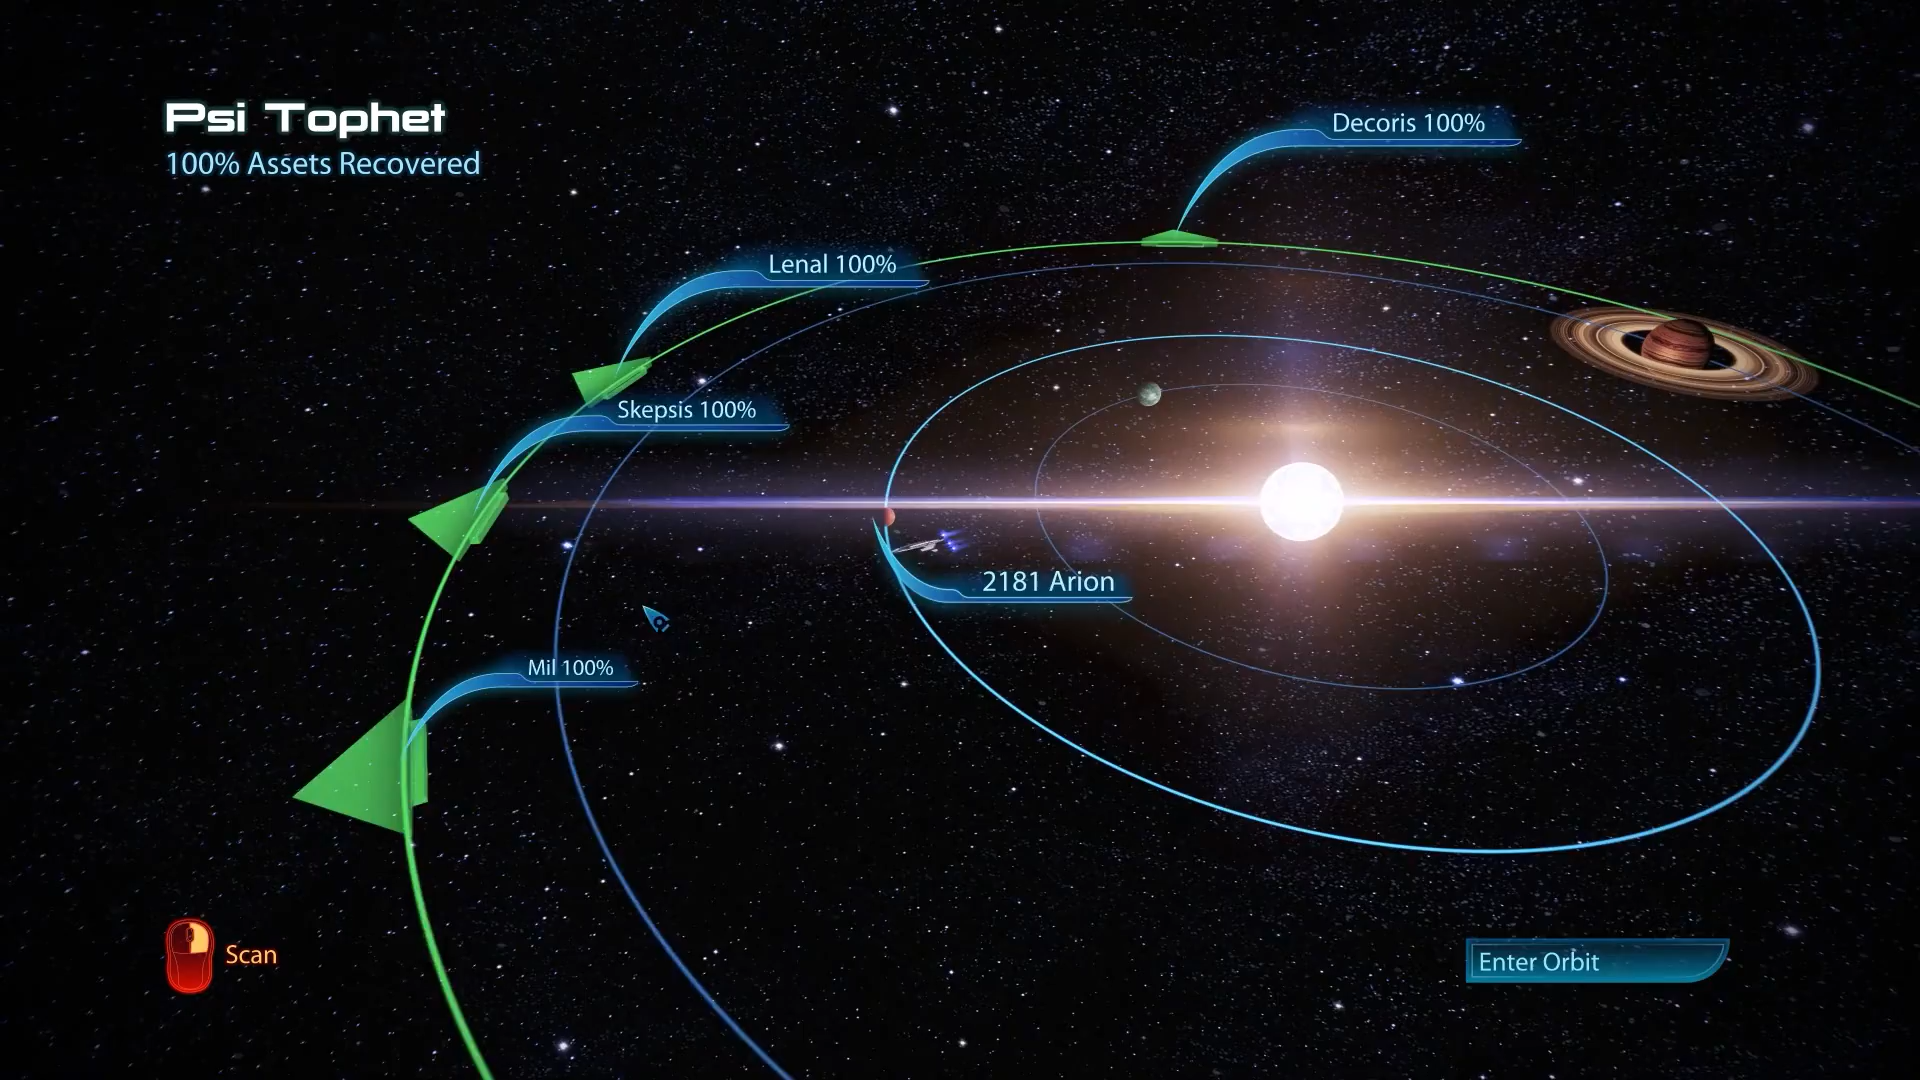 Psi Tophet
100% Assets Recovered
Decoris 100%
Lenal 100%
Skepsis 100%
2181 Arion
Mil 100%
Scan
Enter Orbit